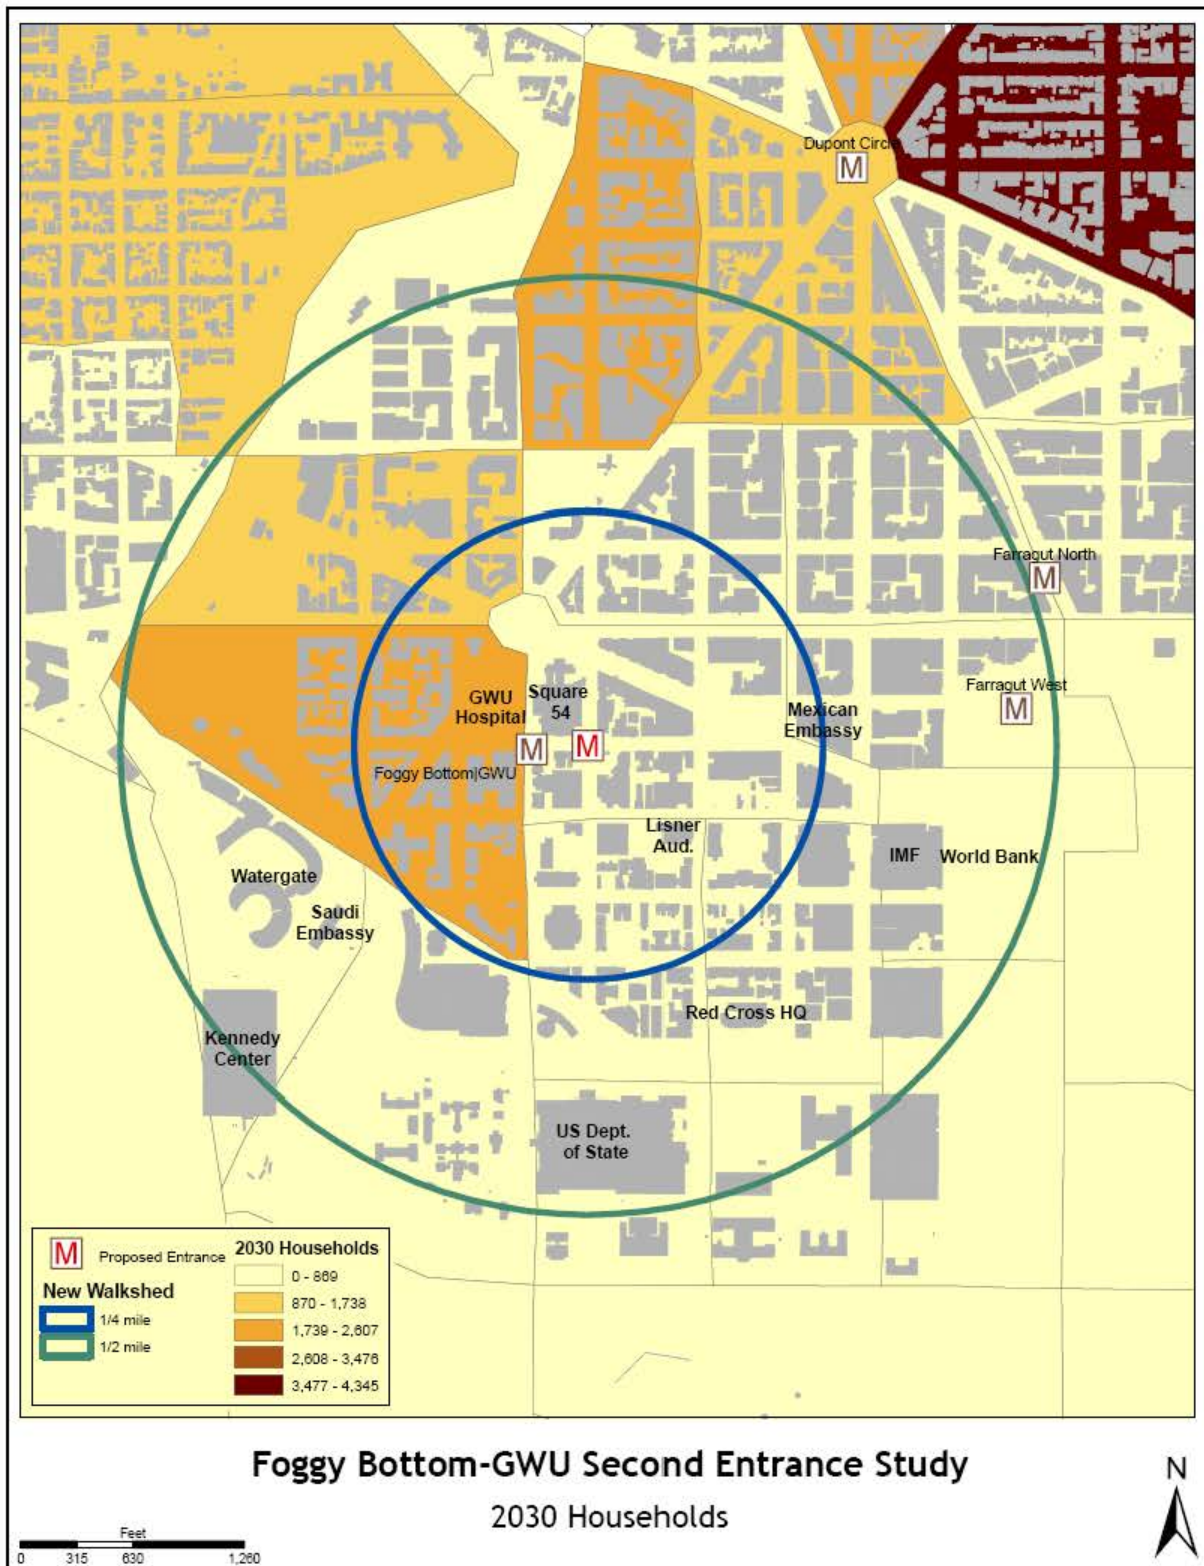 Dupont Circl
M
Farragut North
M
Farragut West
M
GWU
Hospital
Square
54
Mexican
Embassy
M
M
Foggy Bottom|GWU
Lisner
Aud.
IMF
World Bank
Watergate
Saudi
Embassy
Red Cross HQ
Kennedy
Center
US Dept.
of State
M Proposed Entrance
New Walkshed
1/4 mile
1/2 mile
2030 Households
0 - 869
870 - 1,738
1,739 - 2,607
2,608 - 3,476
3,477 - 4,345
Foggy Bottom-GWU Second Entrance Study
2030 Households
N
Feet
0 315 630 1,260